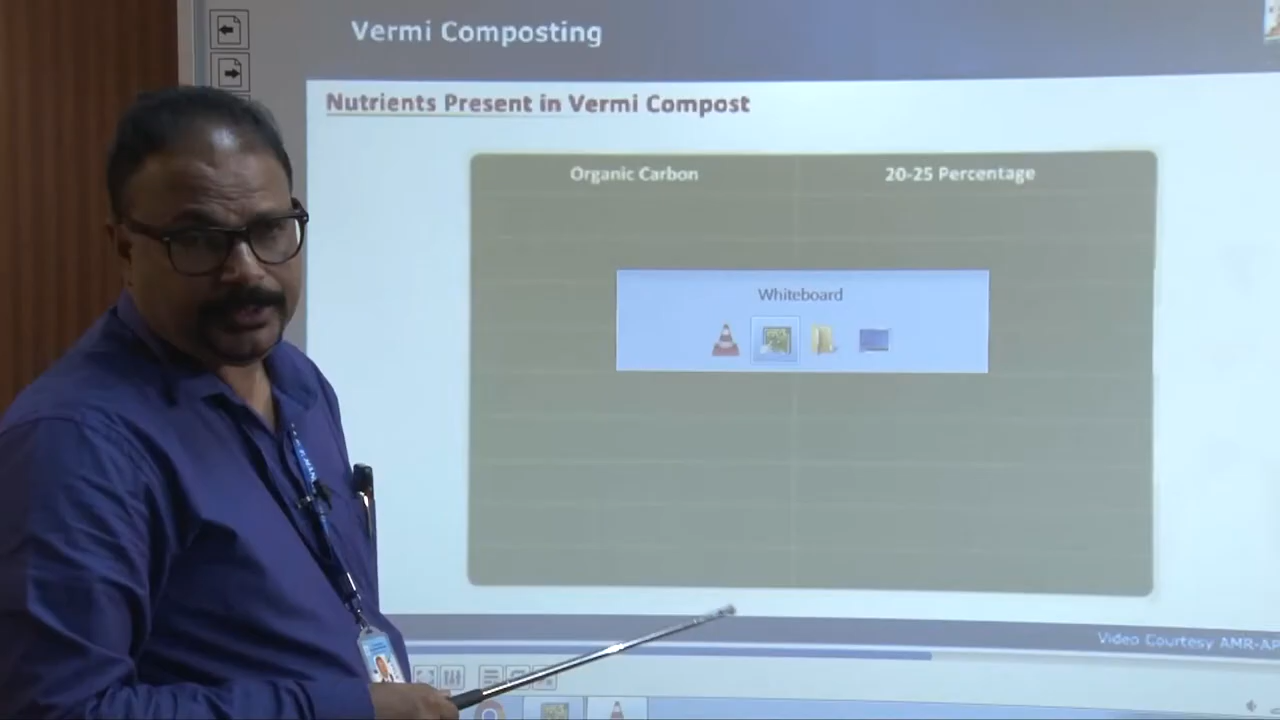 Vermi Composting
Nutrients Present in Vermi Compost
Organic Carbon 20-25 Percentage
Whiteboard
Video Courtesy AMR-AP